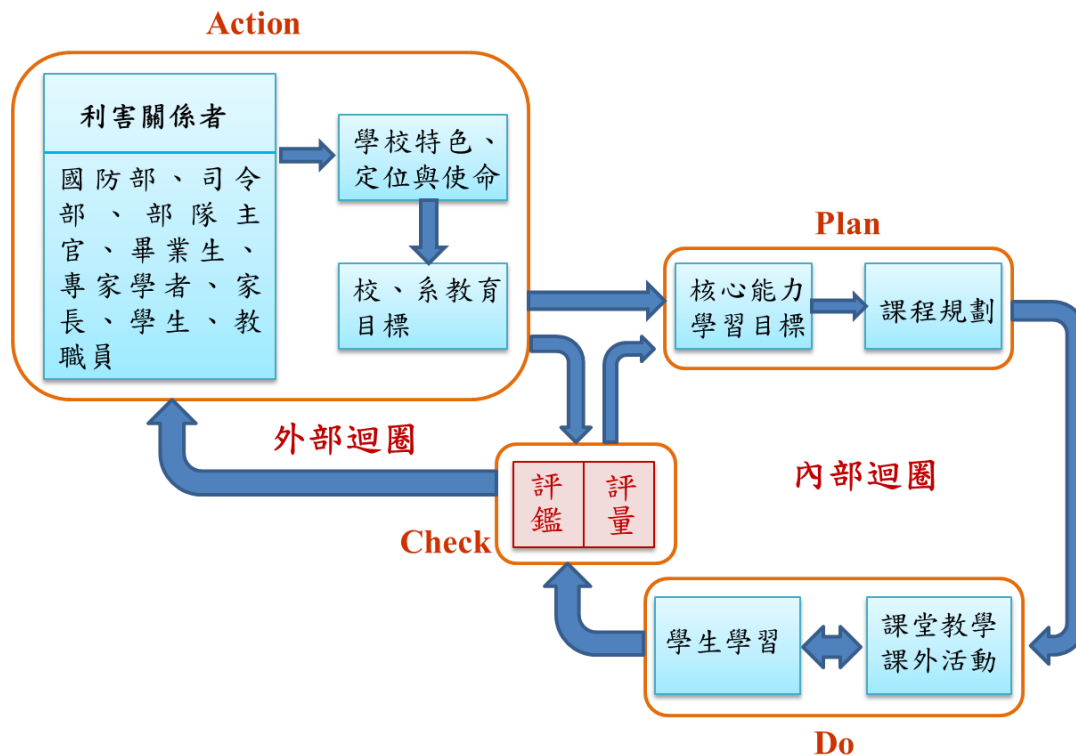 Action
利害關係者
國防部、司令
部、部隊主
官、畢業生、
專家學者、家
長、學生、教
職員
學校特色、
定位與使命
校、系教育
目標
Plan
核心能力
學習目標
課程規劃
外部迴圈
內部迴圈
評鑑
評量
Check
學生學習
課堂教學
課外活動
Do